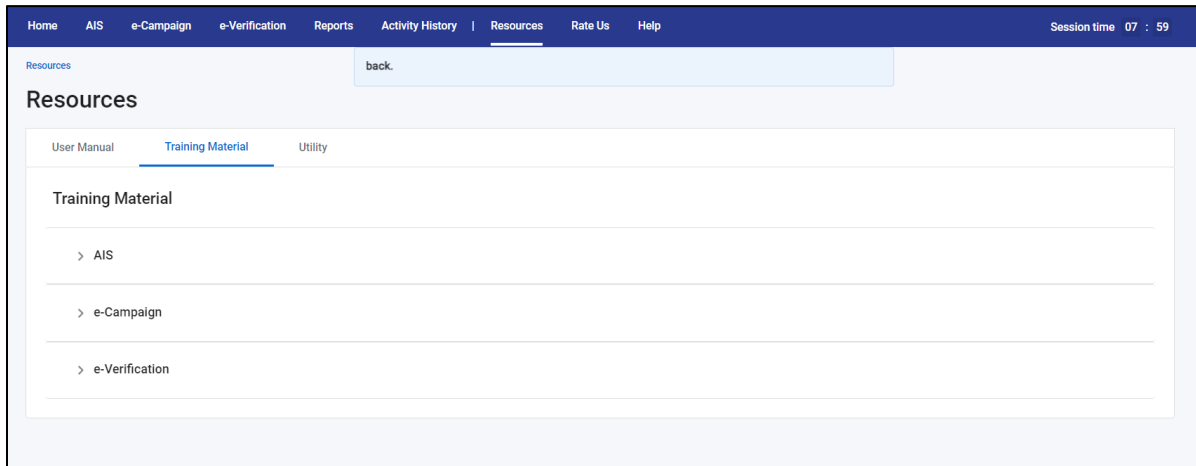 Home AIS e-Campaign e-Verification Reports Activity History | Resources Rate Us Help Session time 07 : 59
Resources
back.
Resources
User Manual Training Material Utility
Training Material
AIS
e-Campaign
e-Verification